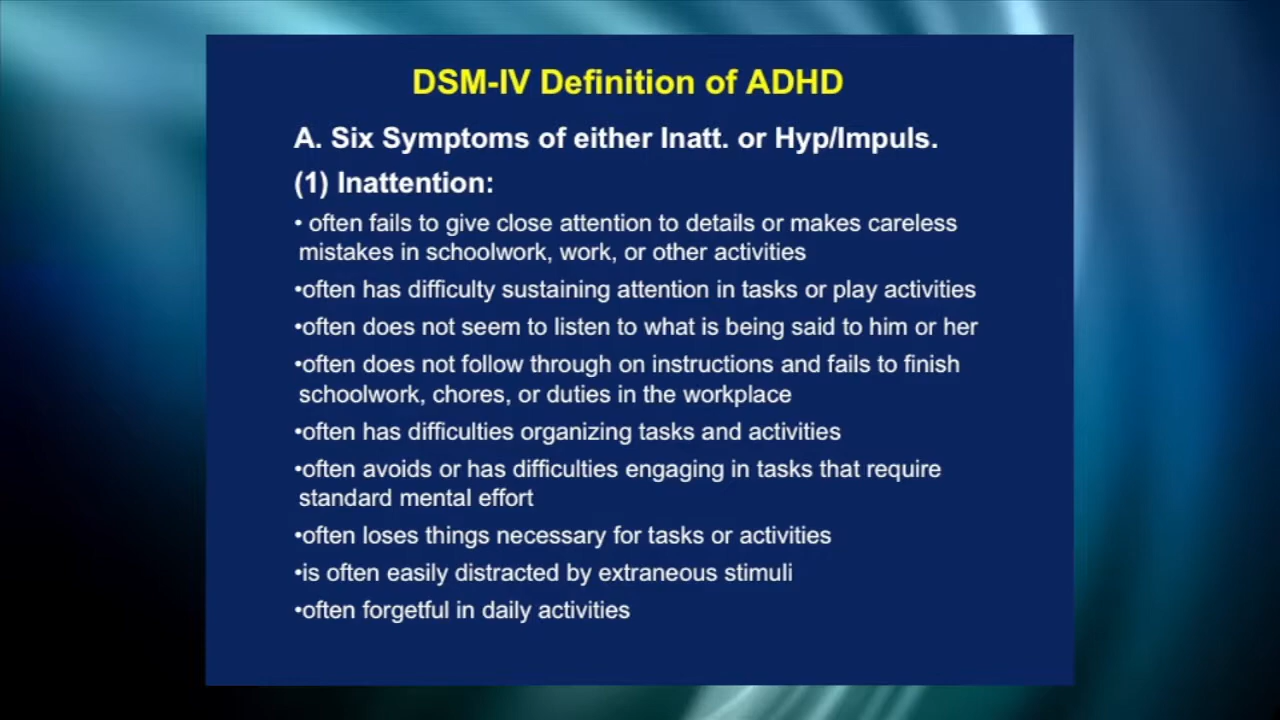 DSM-IV Definition of ADHD
A. Six Symptoms of either Inatt. or Hyp/Impuls.
(1) Inattention:
• often fails to give close attention to details or makes careless
mistakes in schoolwork, work, or other activities
•often has difficulty sustaining attention in tasks or play activities
•often does not seem to listen to what is being said to him or her
•often does not follow through on instructions and fails to finish
schoolwork, chores, or duties in the workplace
•often has difficulties organizing tasks and activities
•often avoids or has difficulties engaging in tasks that require
standard mental effort
•often loses things necessary for tasks or activities
•is often easily distracted by extraneous stimuli
•often forgetful in daily activities